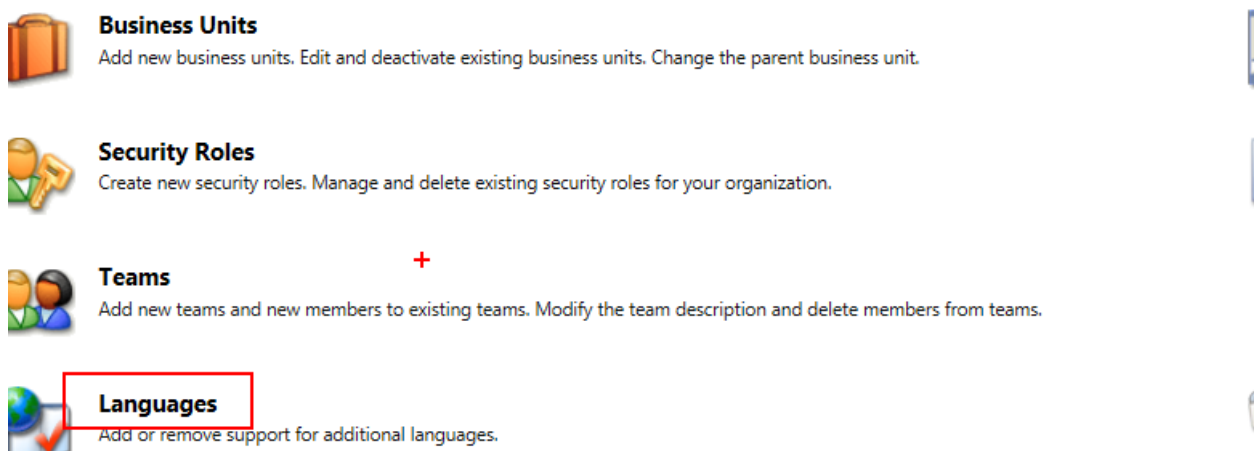 Business Units
Add new business units. Edit and deactivate existing business units. Change the parent business unit.
Security Roles
Create new security roles. Manage and delete existing security roles for your organization.
Teams
Add new teams and new members to existing teams. Modify the team description and delete members from teams.
Languages
Add or remove support for additional languages.